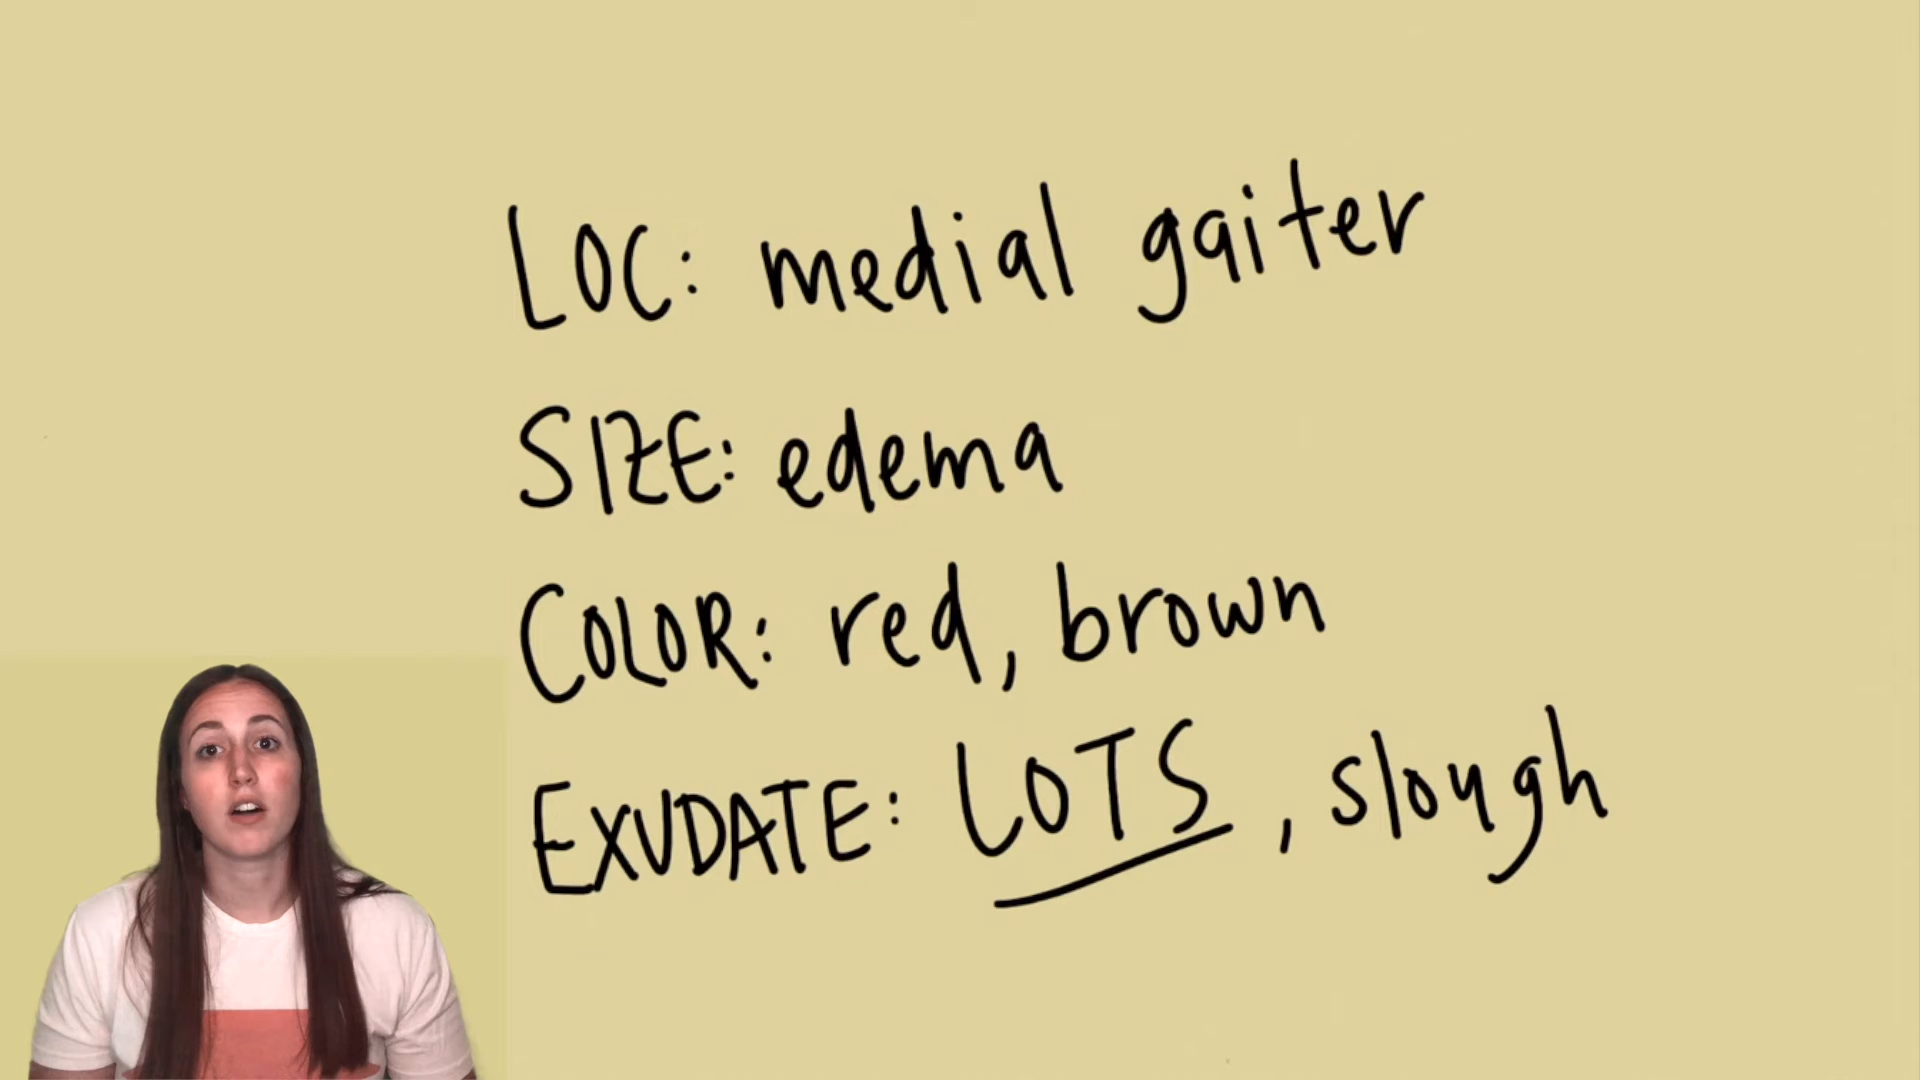 LOC: medial gaiter
SIZE: edema
COLOR: red, brown
EXUDATE: LOTS, slough